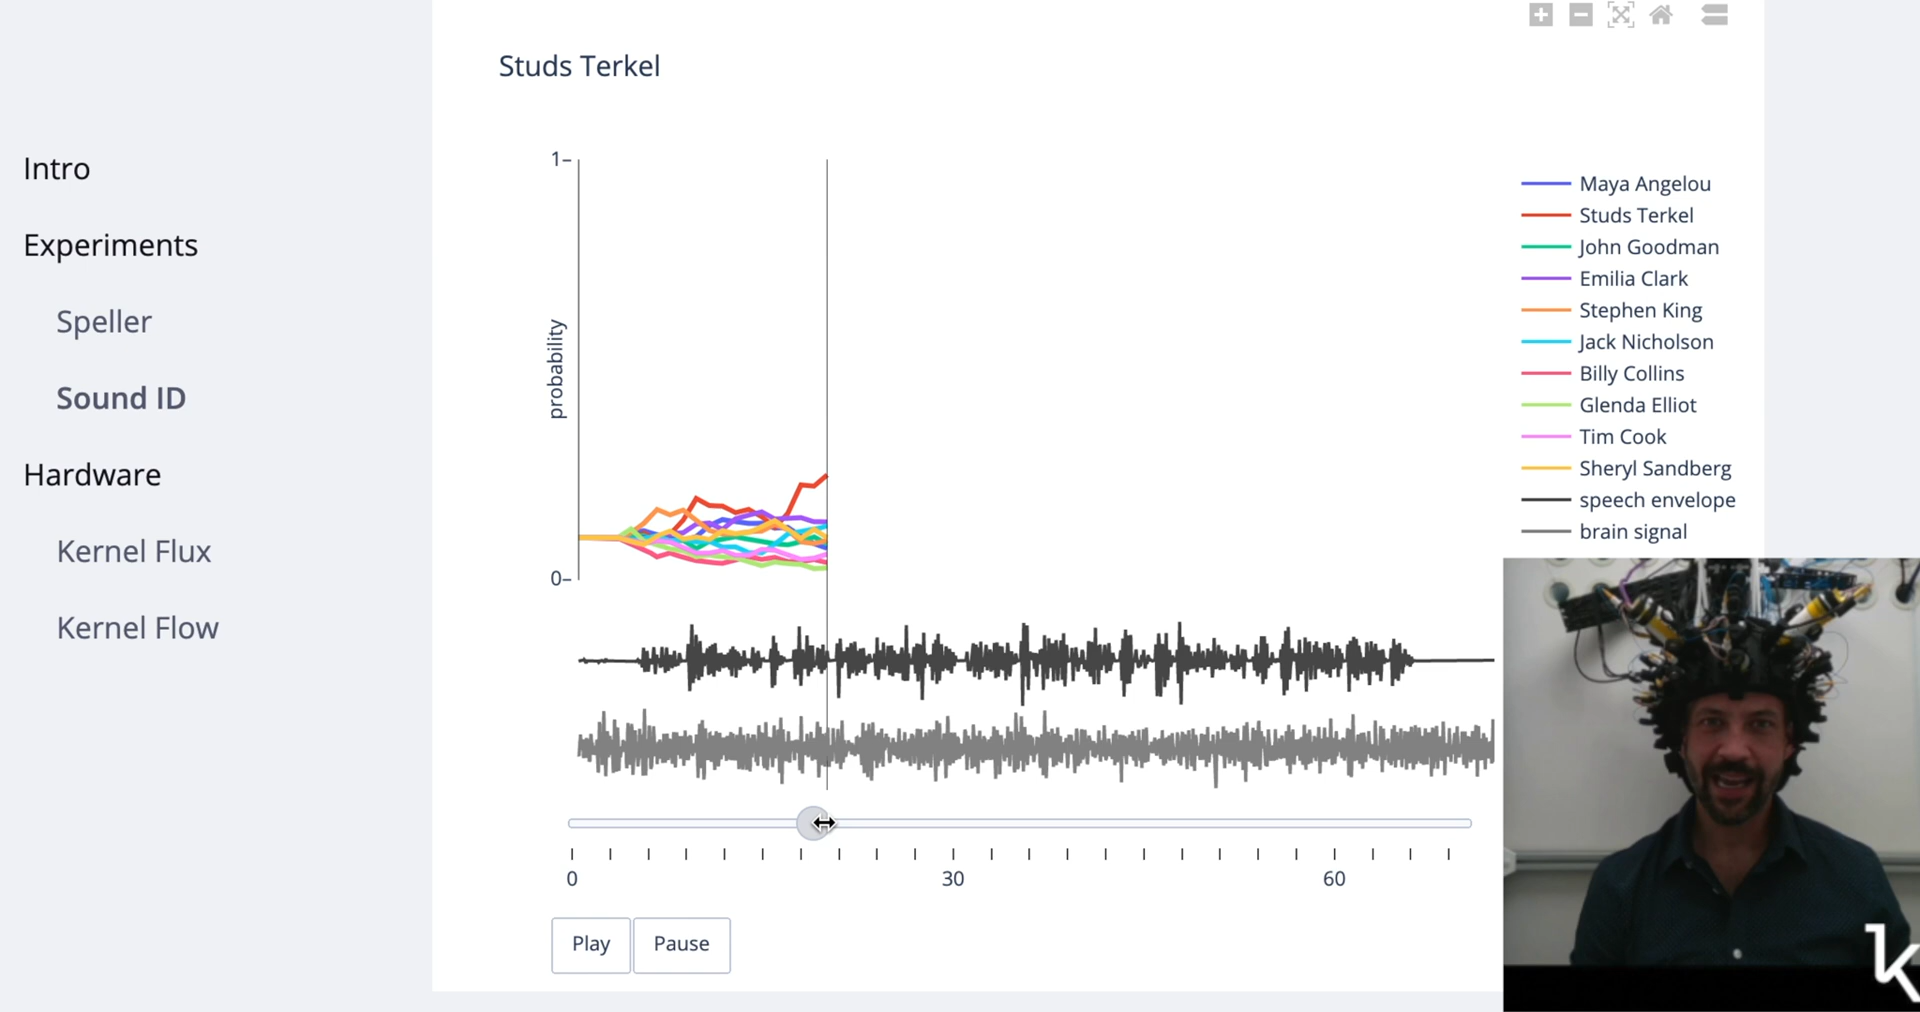 Studs Terkel
Intro
Experiments
Speller
Sound ID
Hardware
Kernel Flux
Kernel Flow
1
probability
0
Maya Angelou
Studs Terkel
John Goodman
Emilia Clark
Stephen King
Jack Nicholson
Billy Collins
Glenda Elliot
Tim Cook
Sheryl Sandberg
speech envelope
brain signal
0 30 60
Play Pause
k